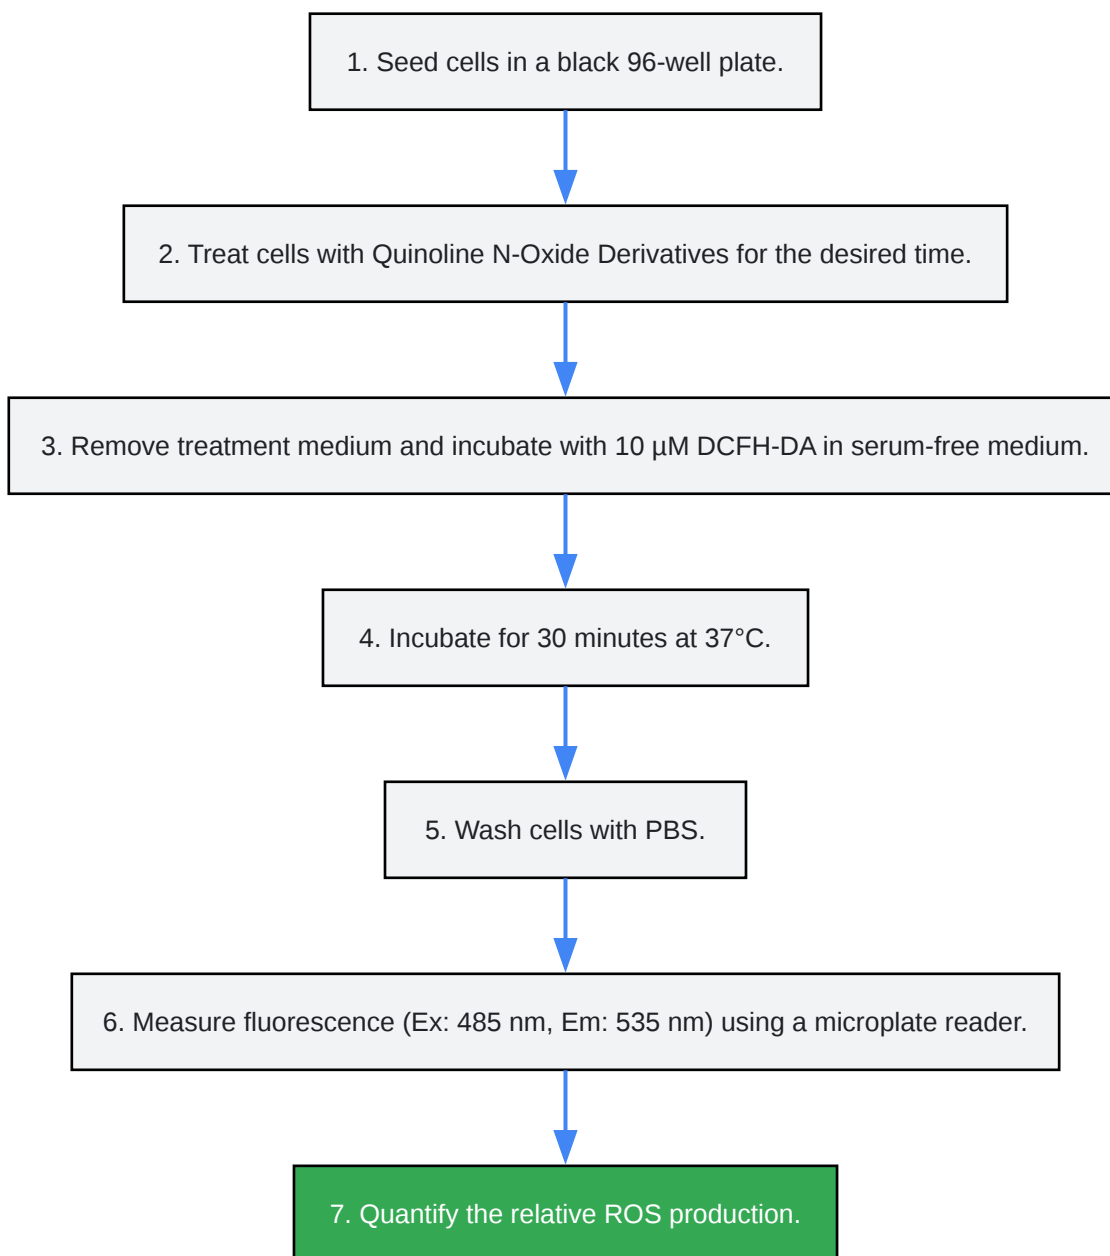 1. Seed cells in a black 96-well plate.
2. Treat cells with Quinoline N-Oxide Derivatives for the desired time.
3. Remove treatment medium and incubate with 10 µM DCFH-DA in serum-free medium.
4. Incubate for 30 minutes at 37°C.
5. Wash cells with PBS.
6. Measure fluorescence (Ex: 485 nm, Em: 535 nm) using a microplate reader.
7. Quantify the relative ROS production.